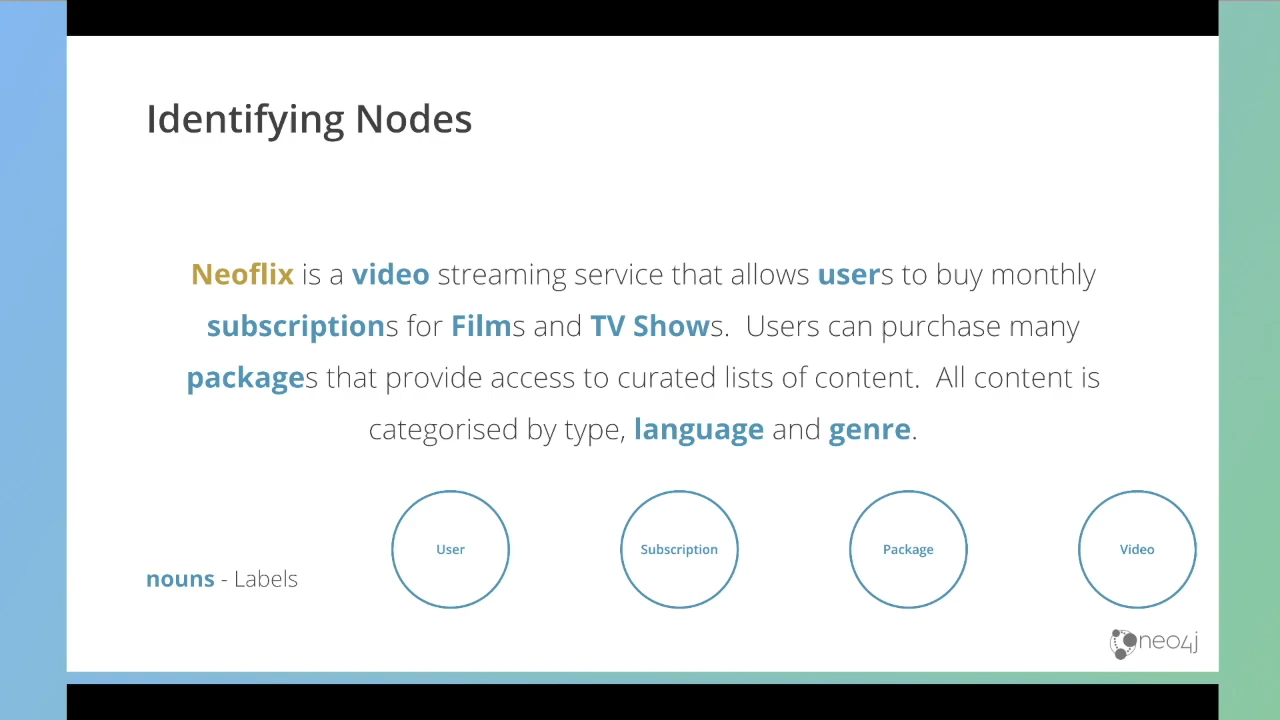 Identifying Nodes
Neoflix is a video streaming service that allows users to buy monthly
subscriptions for Films and TV Shows. Users can purchase many
packages that provide access to curated lists of content. All content is
categorised by type, language and genre.
User Subscription Package Video
nouns - Labels
neo4j